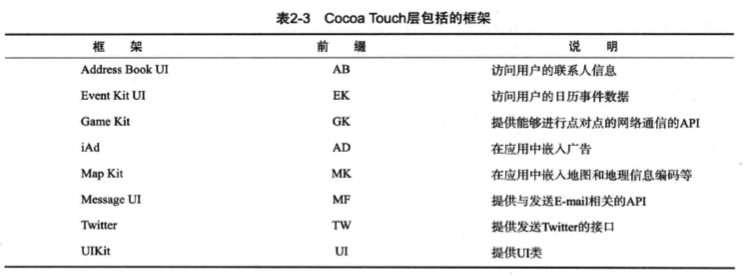 表2-3 Cocoa Touch层包括的框架
框 架 前 缀 说 明
Address Book UI AB 访问用户的联系人信息
Event Kit UI EK 访问用户的日历事件数据
Game Kit GK 提供能够进行点对点的网络通信的API
iAd AD 在应用中嵌入广告
Map Kit MK 在应用中嵌入地图和地理信息编码等
Message UI MF 提供与发送E-mail相关的API
Twitter TW 提供发送Twitter的接口
UIKit UI 提供UI类